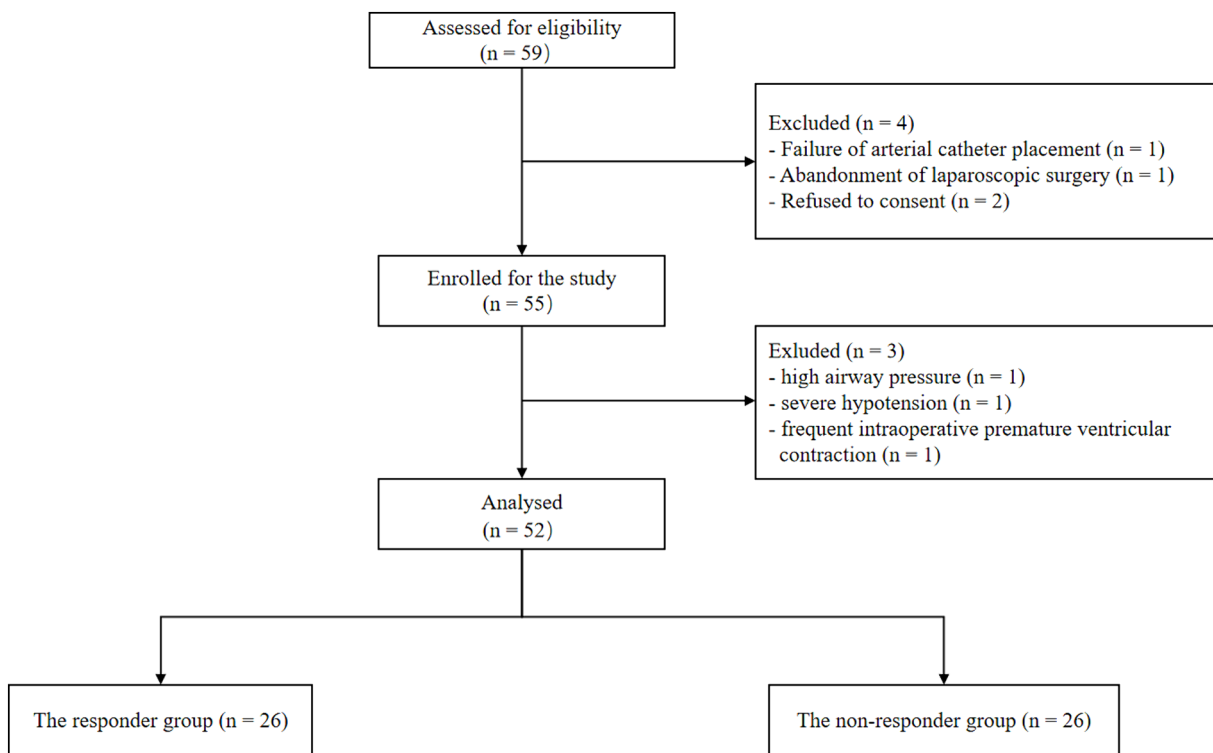 Assessed for eligibility
(n = 59）
Excluded (n = 4)
- Failure of arterial catheter placement (n = 1)
- Abandonment of laparoscopic surgery (n = 1)
- Refused to consent (n = 2)
Enrolled for the study
(n = 55）
Exluded (n = 3)
- high airway pressure (n = 1)
- severe hypotension (n = 1)
- frequent intraoperative premature ventricular
contraction (n = 1)
Analysed
(n = 52）
The responder group (n = 26)
The non-responder group (n = 26)